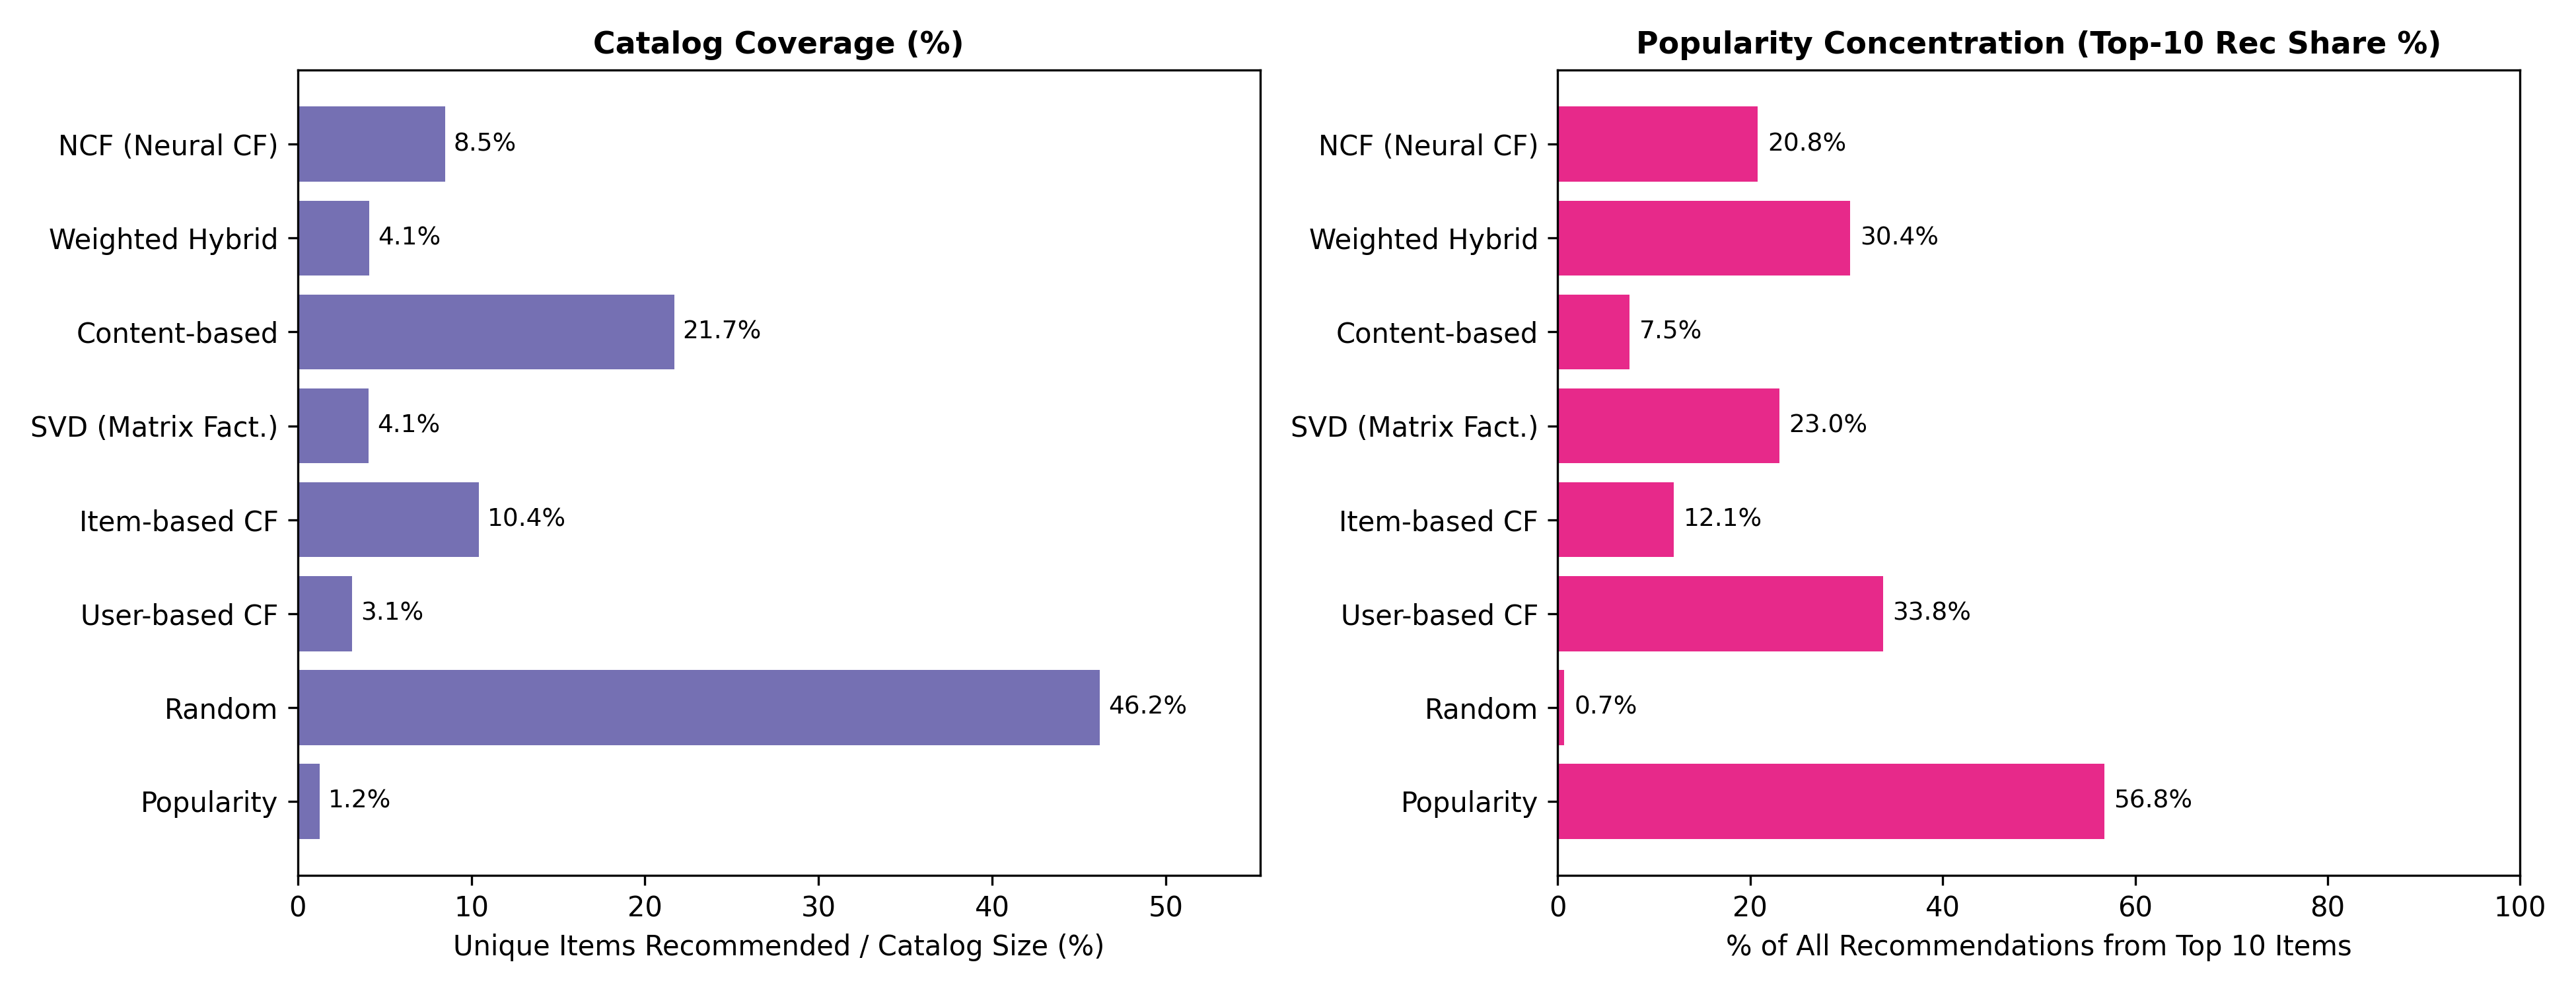 Catalog Coverage (%)
NCF (Neural CF)
8.5%
Weighted Hybrid
4.1%
Content-based
21.7%
SVD (Matrix Fact.)
4.1%
Item-based CF
10.4%
User-based CF
3.1%
Random
46.2%
Popularity
1.2%
0 10 20 30 40 50
Unique Items Recommended / Catalog Size (%)
Popularity Concentration (Top-10 Rec Share %)
NCF (Neural CF)
20.8%
Weighted Hybrid
30.4%
Content-based
7.5%
SVD (Matrix Fact.)
23.0%
Item-based CF
12.1%
User-based CF
33.8%
Random
0.7%
Popularity
56.8%
0 20 40 60 80 100
% of All Recommendations from Top 10 Items